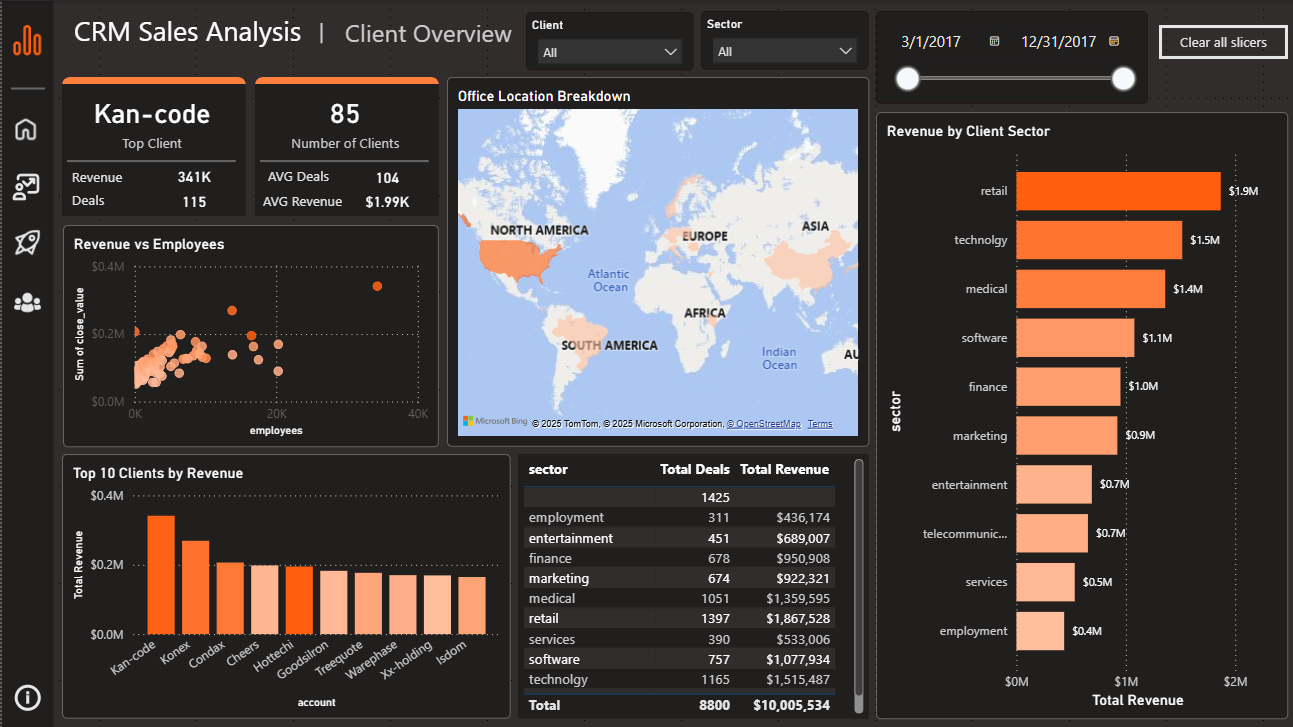 CRM Sales Analysis | Client Overview
Client
All
Sector
All
3/1/2017
12/31/2017
Clear all slicers
Kan-code
Top Client
Revenue 341K
Deals 115
85
Number of Clients
AVG Deals 104
AVG Revenue $1.99K
Office Location Breakdown
NORTH AMERICA
EUROPE
ASIA
Atlantic
Ocean
AFRICA
SOUTH AMERICA
Indian
Ocean
AU
Microsoft Bing © 2025 TomTom, © 2025 Microsoft Corporation, © OpenStreetMap Terms
Revenue vs Employees
$0.4M
$0.2M
$0.0M
Sum of close_value
0K 20K 40K
employees
Revenue by Client Sector
sector
retail $1.9M
technolgy $1.5M
medical $1.4M
software $1.1M
finance $1.0M
marketing $0.9M
entertainment $0.7M
telecommunic... $0.7M
services $0.5M
employment $0.4M
$0M $1M $2M
Total Revenue
Top 10 Clients by Revenue
$0.4M
$0.2M
$0.0M
Total Revenue
Kan-code Konex Condax Cheers Hottechi Goodsilron Treequote Warephase Xx-holding Isdom
account
sector Total Deals Total Revenue
1425
employment 311 $436,174
entertainment 451 $689,007
finance 678 $950,908
marketing 674 $922,321
medical 1051 $1,359,595
retail 1397 $1,867,528
services 390 $533,006
software 757 $1,077,934
technolgy 1165 $1,515,487
Total 8800 $10,005,534